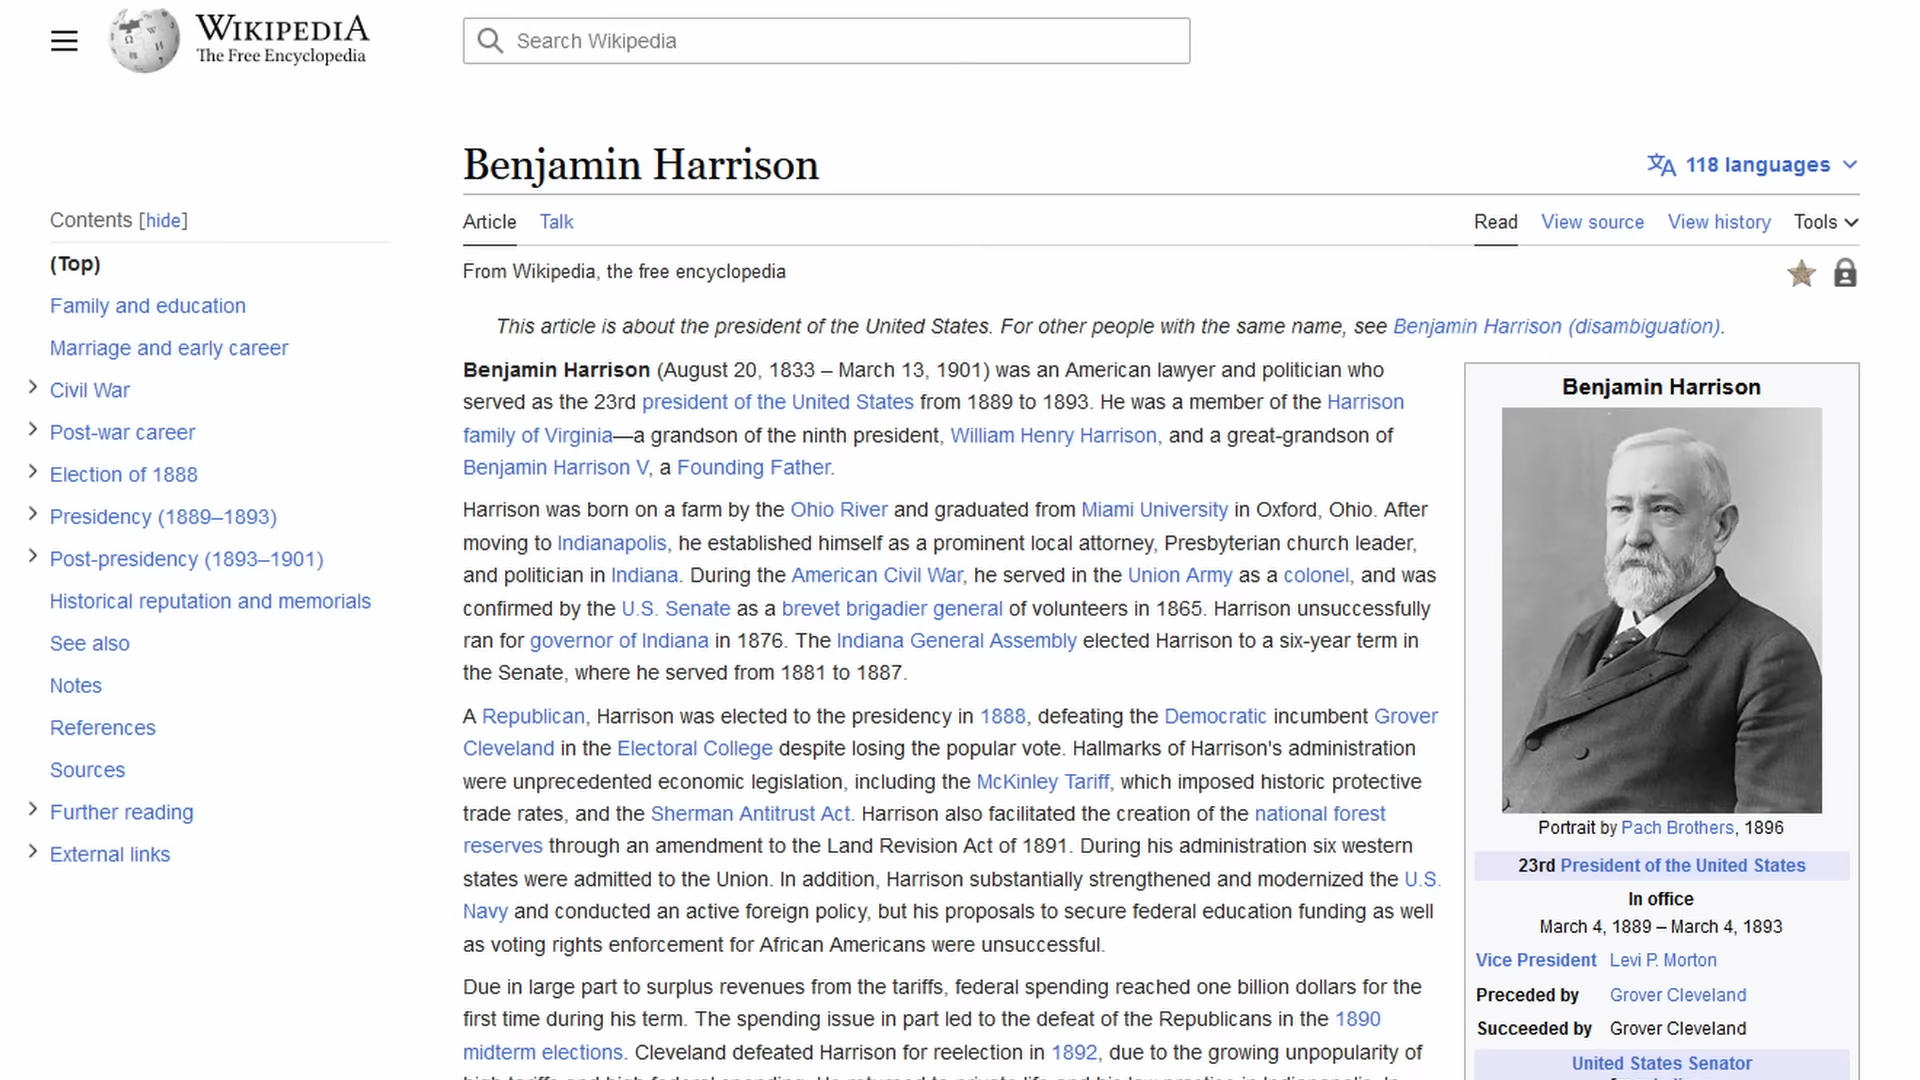 WIKIPEDIA
The Free Encyclopedia
Search Wikipedia
Benjamin Harrison
118 languages
Contents [hide]
(Top)
Family and education
Marriage and early career
Civil War
Post-war career
Election of 1888
Presidency (1889–1893)
Post-presidency (1893–1901)
Historical reputation and memorials
See also
Notes
References
Sources
Further reading
External links
Article Talk
Read View source View history Tools
From Wikipedia, the free encyclopedia
This article is about the president of the United States. For other people with the same name, see Benjamin Harrison (disambiguation).
Benjamin Harrison (August 20, 1833 – March 13, 1901) was an American lawyer and politician who
served as the 23rd president of the United States from 1889 to 1893. He was a member of the Harrison
family of Virginia—a grandson of the ninth president, William Henry Harrison, and a great-grandson of
Benjamin Harrison V, a Founding Father.
Harrison was born on a farm by the Ohio River and graduated from Miami University in Oxford, Ohio. After
moving to Indianapolis, he established himself as a prominent local attorney, Presbyterian church leader,
and politician in Indiana. During the American Civil War, he served in the Union Army as a colonel, and was
confirmed by the U.S. Senate as a brevet brigadier general of volunteers in 1865. Harrison unsuccessfully
ran for governor of Indiana in 1876. The Indiana General Assembly elected Harrison to a six-year term in
the Senate, where he served from 1881 to 1887.
A Republican, Harrison was elected to the presidency in 1888, defeating the Democratic incumbent Grover
Cleveland in the Electoral College despite losing the popular vote. Hallmarks of Harrison's administration
were unprecedented economic legislation, including the McKinley Tariff, which imposed historic protective
trade rates, and the Sherman Antitrust Act. Harrison also facilitated the creation of the national forest
reserves through an amendment to the Land Revision Act of 1891. During his administration six western
states were admitted to the Union. In addition, Harrison substantially strengthened and modernized the U.S.
Navy and conducted an active foreign policy, but his proposals to secure federal education funding as well
as voting rights enforcement for African Americans were unsuccessful.
Due in large part to surplus revenues from the tariffs, federal spending reached one billion dollars for the
first time during his term. The spending issue in part led to the defeat of the Republicans in the 1890
midterm elections. Cleveland defeated Harrison for reelection in 1892, due to the growing unpopularity of
Benjamin Harrison
Portrait by Pach Brothers, 1896
23rd President of the United States
In office
March 4, 1889 – March 4, 1893
Vice President Levi P. Morton
Preceded by Grover Cleveland
Succeeded by Grover Cleveland
United States Senator